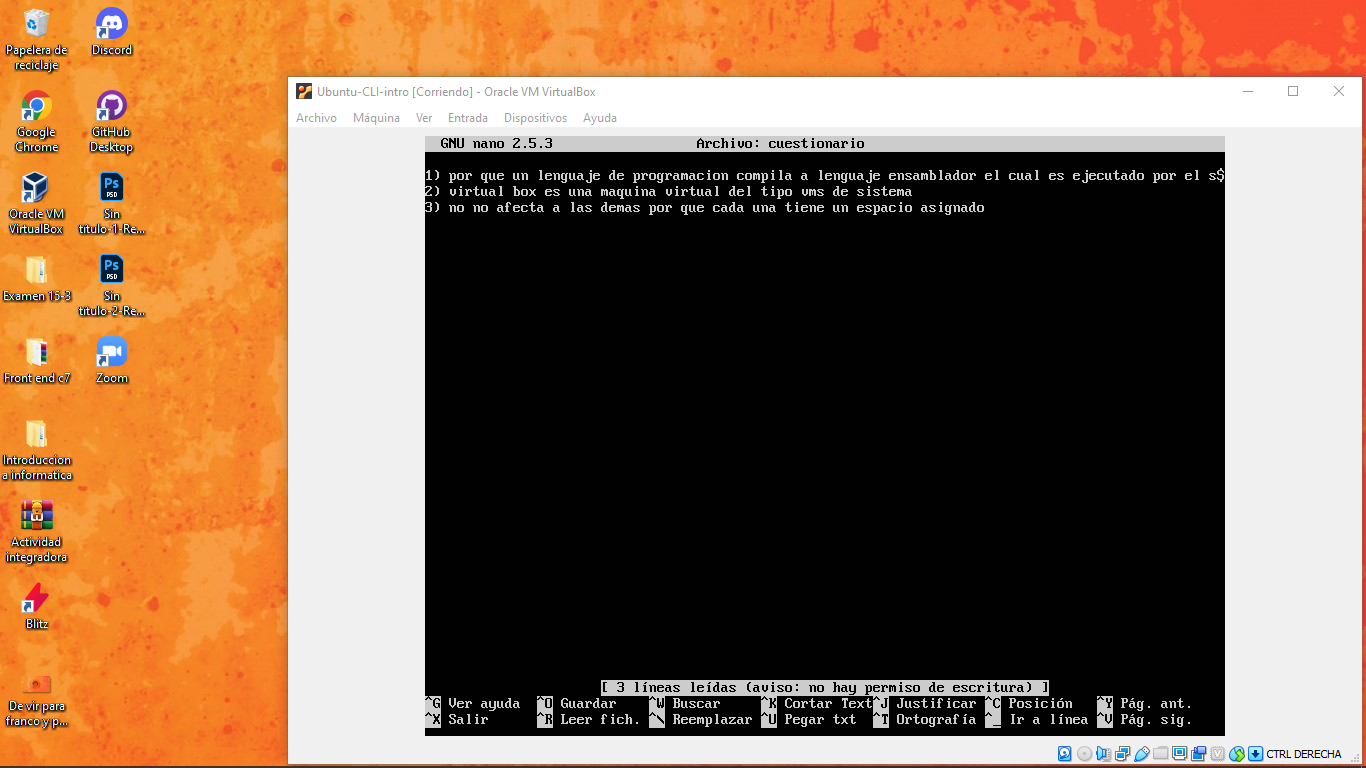 Papelera de
reciclaje
Discord
Google
Chrome
GitHub
Desktop
Oracle VM
VirtualBox
Ps
PSD
Sin
titulo-1-Re...
Examen 15-3
Ps
PSD
Sin
titulo-2-Re...
Front end c7
Zoom
Introduccion
a informatica
Actividad
integradora
Blitz
De vir para
franco y p...
Ubuntu-CLI-intro [Corriendo] - Oracle VM VirtualBox
Archivo Máquina Ver Entrada Dispositivos Ayuda
GNU nano 2.5.3 Archivo: cuestionario
1) por que un lenguaje de programacion compila a lenguaje ensamblador el cual es ejecutado por el s$
2) virtual box es una maquina virtual del tipo vms de sistema
3) no no afecta a las demas por que cada una tiene un espacio asignado
[ 3 líneas leídas (aviso: no hay permiso de escritura) ]
^G Ver ayuda ^O Guardar ^W Buscar ^K Cortar Text ^J Justificar ^C Posición ^Y Pág. ant.
^X Salir ^R Leer fich. ^\ Reemplazar ^U Pegar txt ^T Ortografía ^_ Ir a línea ^V Pág. sig.
CTRL DERECHA